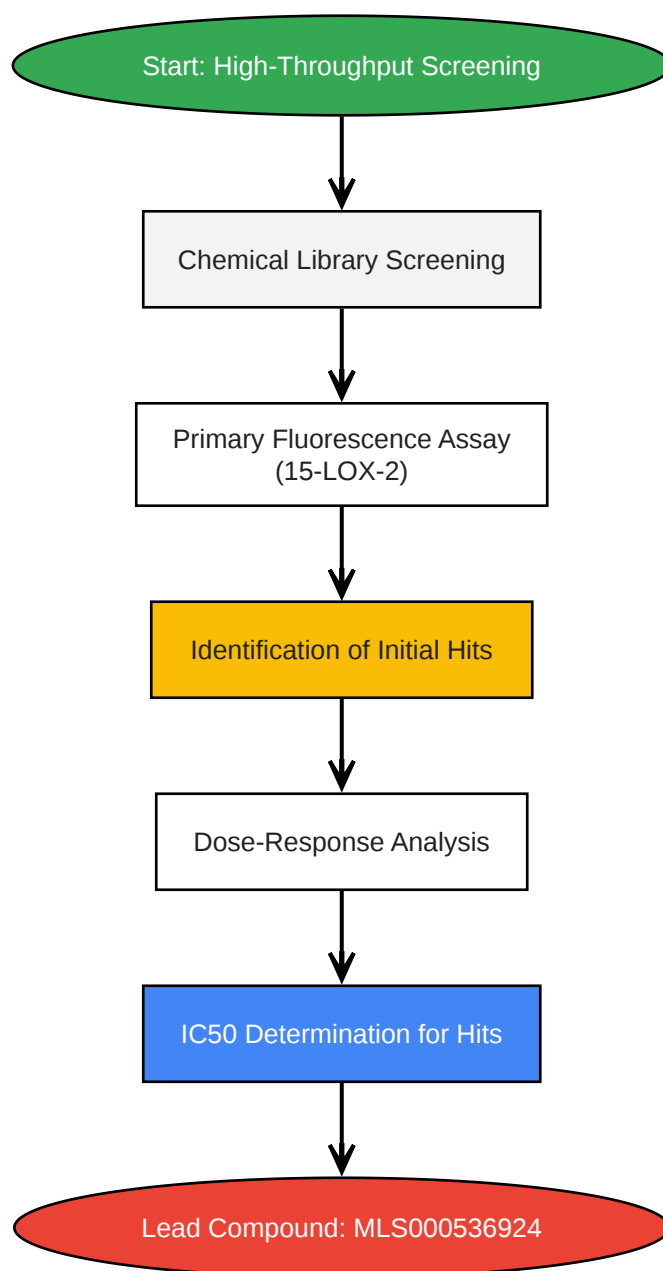 Start: High-Throughput Screening
Chemical Library Screening
Primary Fluorescence Assay
(15-LOX-2)
Identification of Initial Hits
Dose-Response Analysis
IC50 Determination for Hits
Lead Compound: MLS000536924